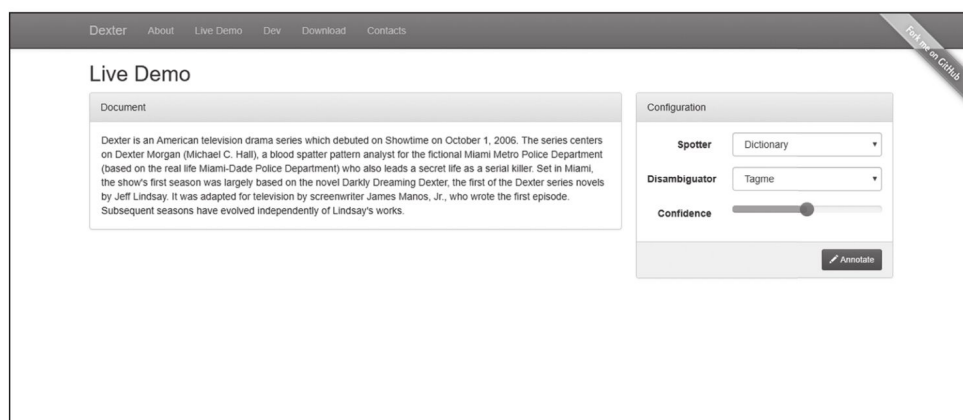 Dexter About Live Demo Dev Download Contacts
Fork me on GitHub
Live Demo
Document
Dexter is an American television drama series which debuted on Showtime on October 1, 2006. The series centers
on Dexter Morgan (Michael C. Hall), a blood spatter pattern analyst for the fictional Miami Metro Police Department
(based on the real life Miami-Dade Police Department) who also leads a secret life as a serial killer. Set in Miami,
the show's first season was largely based on the novel Darkly Dreaming Dexter, the first of the Dexter series novels
by Jeff Lindsay. It was adapted for television by screenwriter James Manos, Jr., who wrote the first episode.
Subsequent seasons have evolved independently of Lindsay's works.
Configuration
Spotter Dictionary
Disambiguator Tagme
Confidence
Annotate